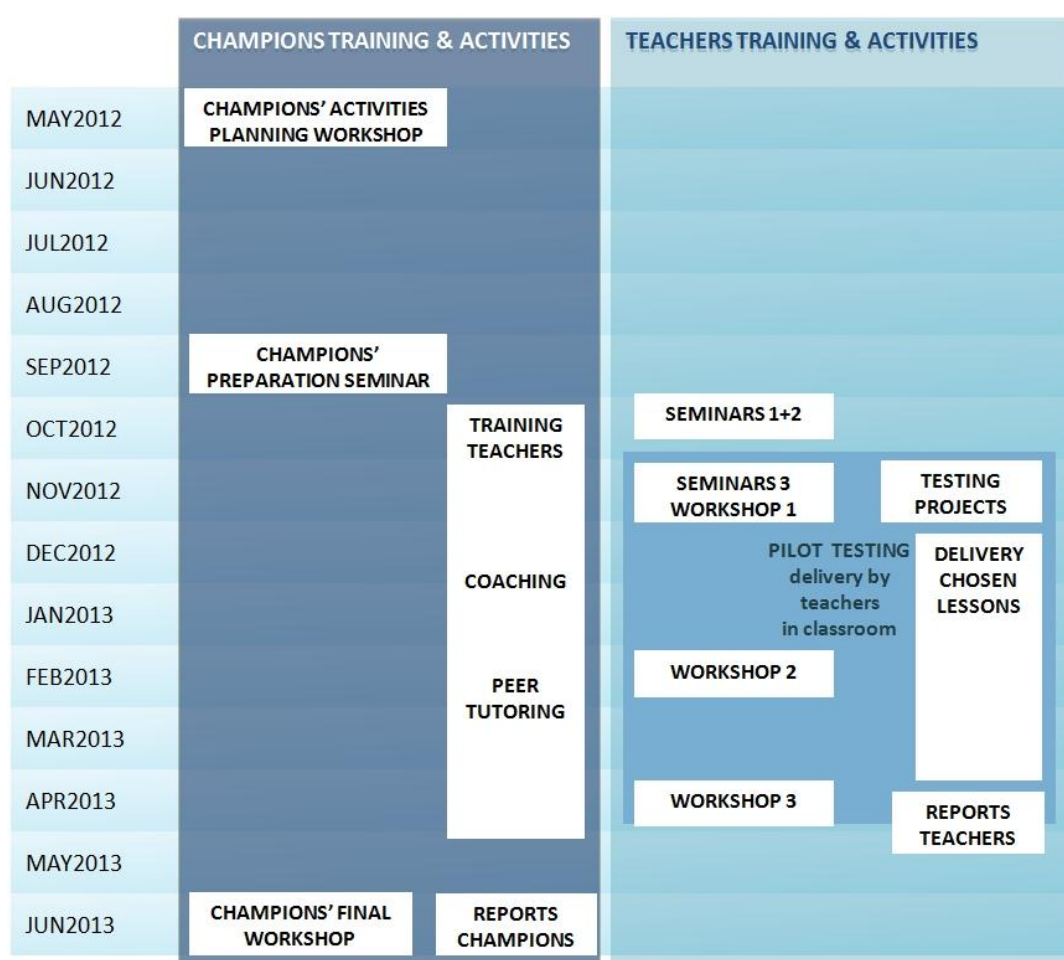 CHAMPIONS TRAINING & ACTIVITIES
TEACHERS TRAINING & ACTIVITIES
MAY2012
CHAMPIONS' ACTIVITIES
PLANNING WORKSHOP
JUN2012
JUL2012
AUG2012
SEP2012
CHAMPIONS'
PREPARATION SEMINAR
OCT2012
TRAINING
TEACHERS
SEMINARS 1+2
NOV2012
SEMINARS 3
WORKSHOP 1
TESTING
PROJECTS
DEC2012
COACHING
PILOT TESTING
delivery by
teachers
in classroom
DELIVERY
CHOSEN
LESSONS
JAN2013
FEB2013
PEER
TUTORING
WORKSHOP 2
MAR2013
APR2013
WORKSHOP 3
REPORTS
TEACHERS
MAY2013
JUN2013
CHAMPIONS' FINAL
WORKSHOP
REPORTS
CHAMPIONS